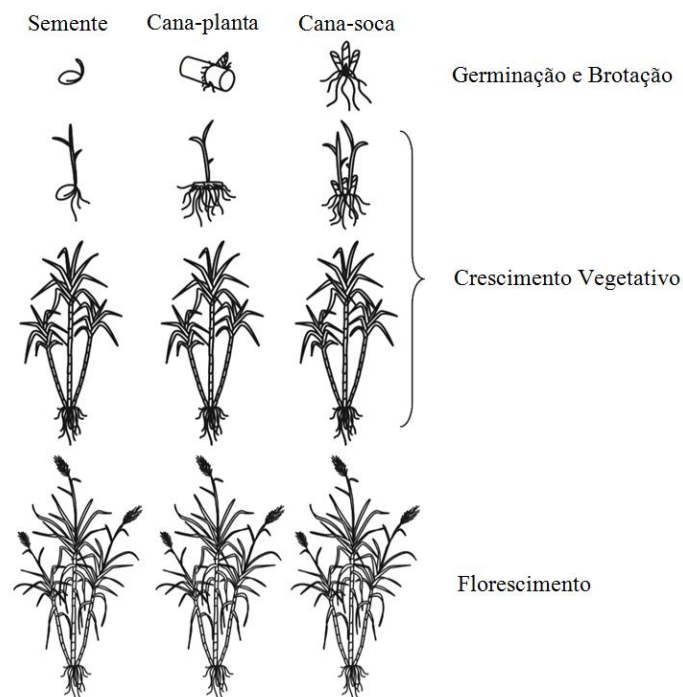 Semente Cana-planta Cana-soca
Germinação e Brotação
Crescimento Vegetativo
Florescimento